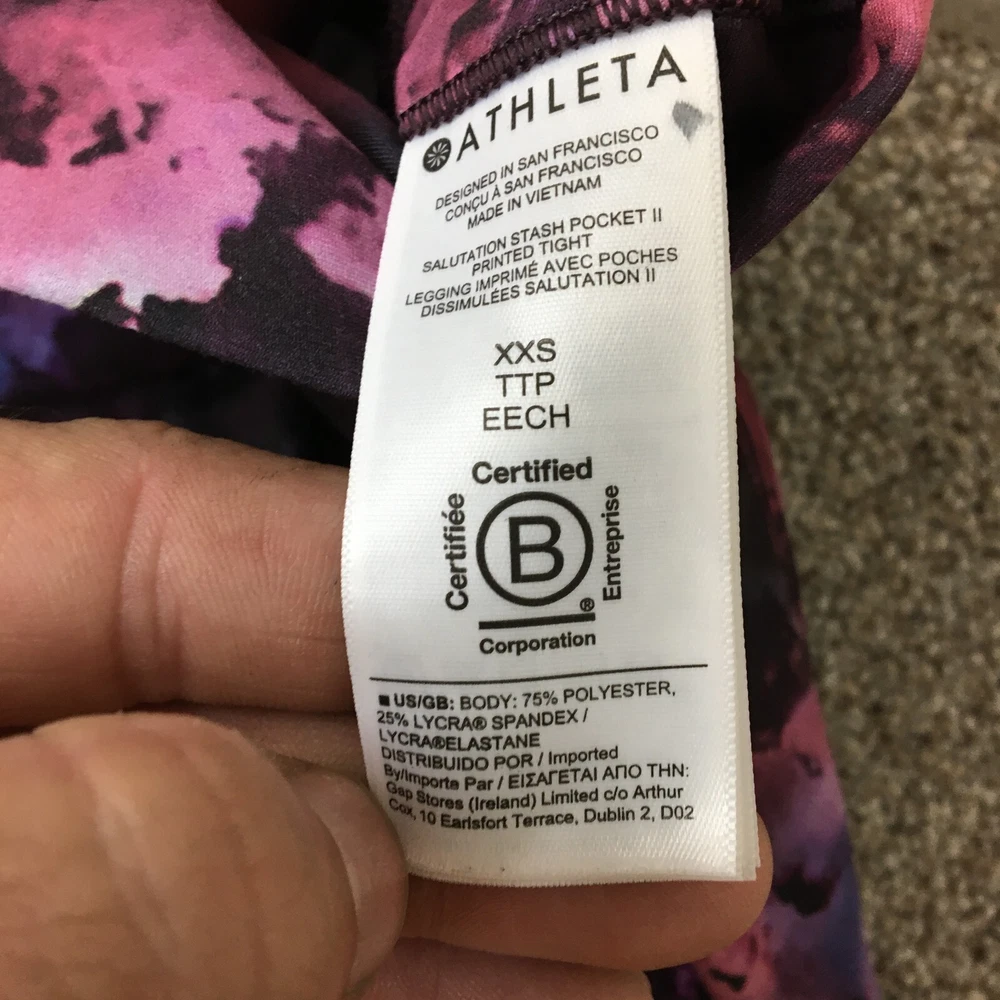 ATHLETA
DESIGNED IN SAN FRANCISCO
CONÇU À SAN FRANCISCO
MADE IN VIETNAM
SALUTATION STASH POCKET II
PRINTED TIGHT
LEGGING IMPRIMÉ AVEC POCHES
DISSIMULÉES SALUTATION II
XXS
TTP
EECH
Certified
Certifiée
B
Entreprise
®
Corporation
US/GB: BODY: 75% POLYESTER,
25% LYCRA® SPANDEX /
LYCRA®ELASTANE
DISTRIBUIDO POR / Imported
By/Importe Par / ΕΙΣΑΓΕΤΑΙ ΑΠΟ ΤΗΝ:
Gap Stores (Ireland) Limited c/o Arthur
Cox, 10 Earlsfort Terrace, Dublin 2, D02